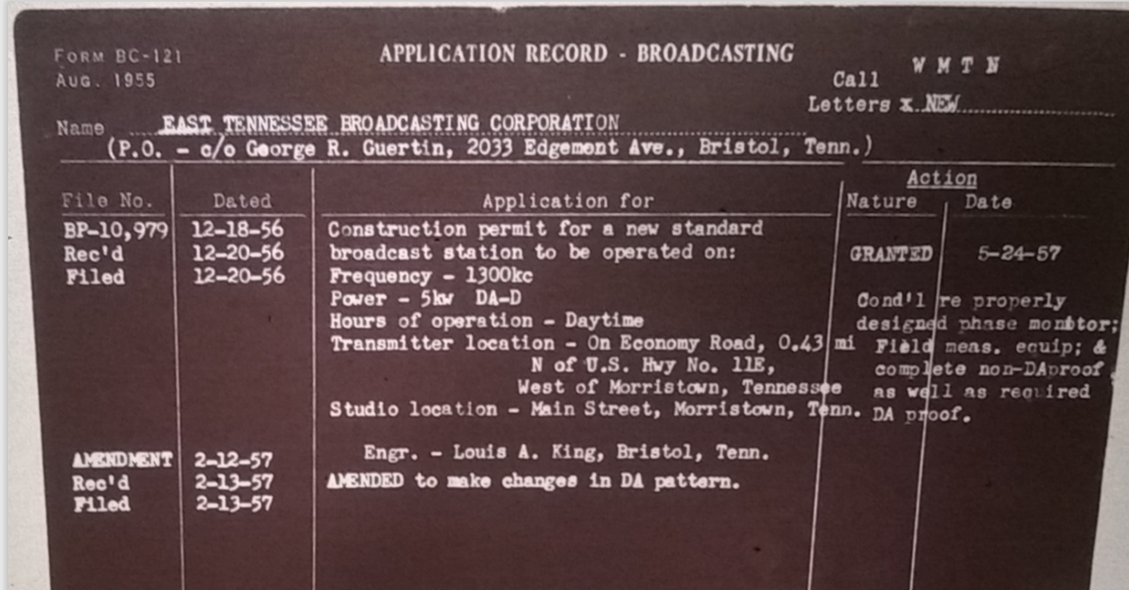 FORM BC-121
AUG. 1955
APPLICATION RECORD - BROADCASTING
Call W M T N
Letters x NEW
Name EAST TENNESSEE BROADCASTING CORPORATION
(P.O. - c/o George R. Guertin, 2033 Edgemont Ave., Bristol, Tenn.)
Action
File No. Dated Application for Nature Date
BP-10,979 12-18-56 Construction permit for a new standard
Rec'd 12-20-56 broadcast station to be operated on: GRANTED 5-24-57
Filed 12-20-56 Frequency - 1300kc
Power - 5kw DA-D Cond'l re properly
Hours of operation - Daytime designed phase monitor;
Transmitter location - On Economy Road, 0.43 mi Field meas. equip; &
N of U.S. Hwy No. 11E, complete non-DAproof
West of Morristown, Tennessee as well as required
Studio location - Main Street, Morristown, Tenn. DA proof.
Engr. - Louis A. King, Bristol, Tenn.
AMENDMENT 2-12-57
Rec'd 2-13-57 AMENDED to make changes in DA pattern.
Filed 2-13-57